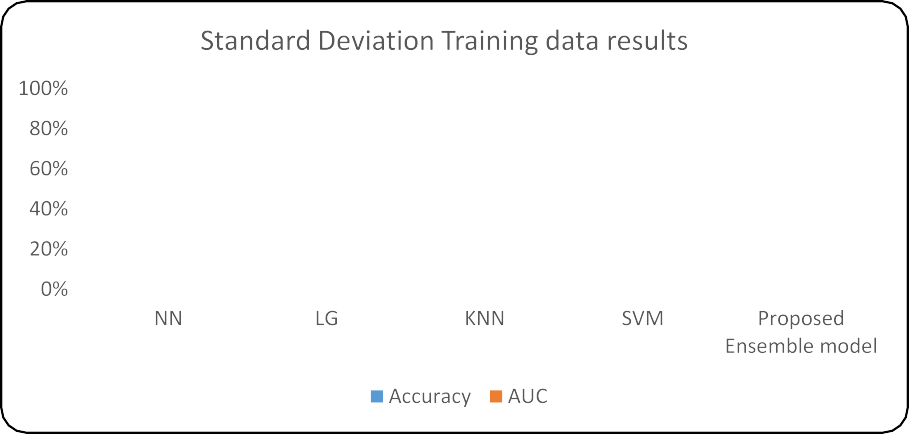 Standard Deviation Training data results
100%
80%
60%
40%
20%
0%
NN
LG
KNN
SVM
Proposed
Ensemble model
Accuracy
AUC